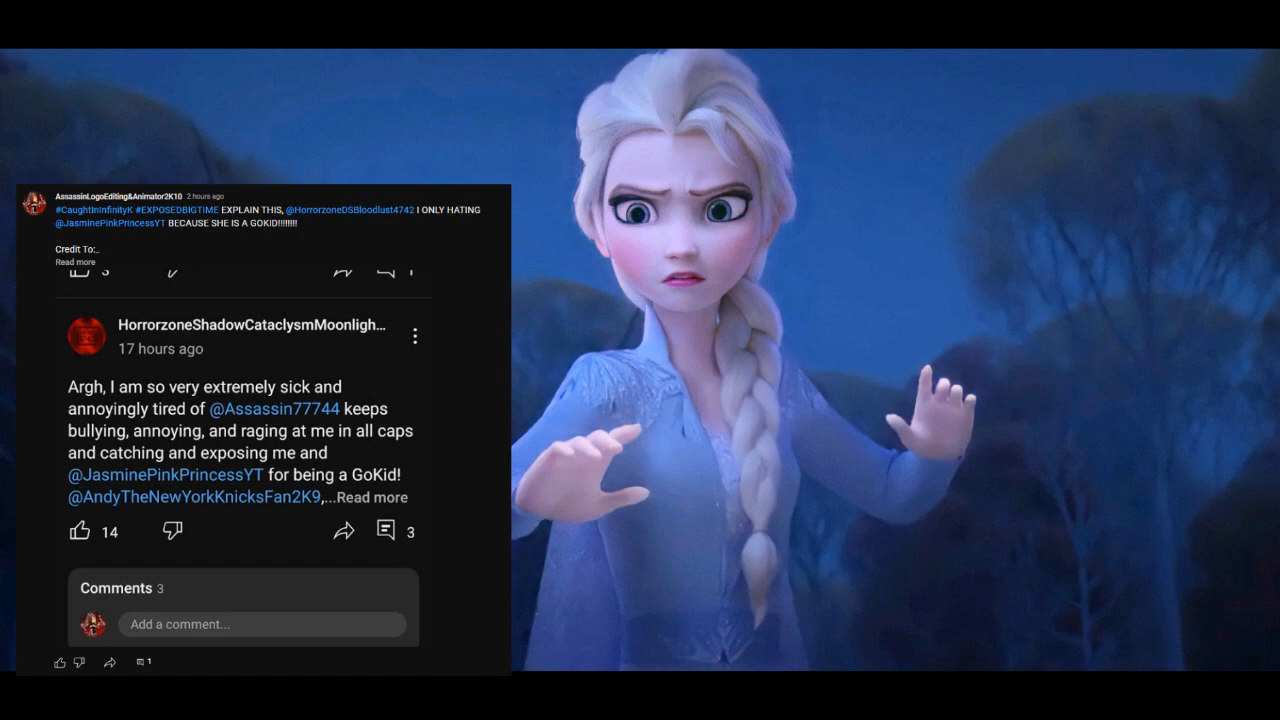 AssassinLogoEditing&Animator2K10 2 hours ago
#CaughtInInfinityK #EXPOSEDBIGTIME EXPLAIN THIS, @HorrorzoneDSBloodlust4742 I ONLY HATING
@JasminePinkPrincessYT BECAUSE SHE IS A GOKID!!!!!!!!
Credit To:_
Read more
HorrorzoneShadowCataclysmMoonligh...
17 hours ago
Argh, I am so very extremely sick and
annoyingly tired of @Assassin77744 keeps
bullying, annoying, and raging at me in all caps
and catching and exposing me and
@JasminePinkPrincessYT for being a GoKid!
@AndyTheNewYorkKnicksFan2K9,...Read more
14 3
Comments 3
Add a comment...
1